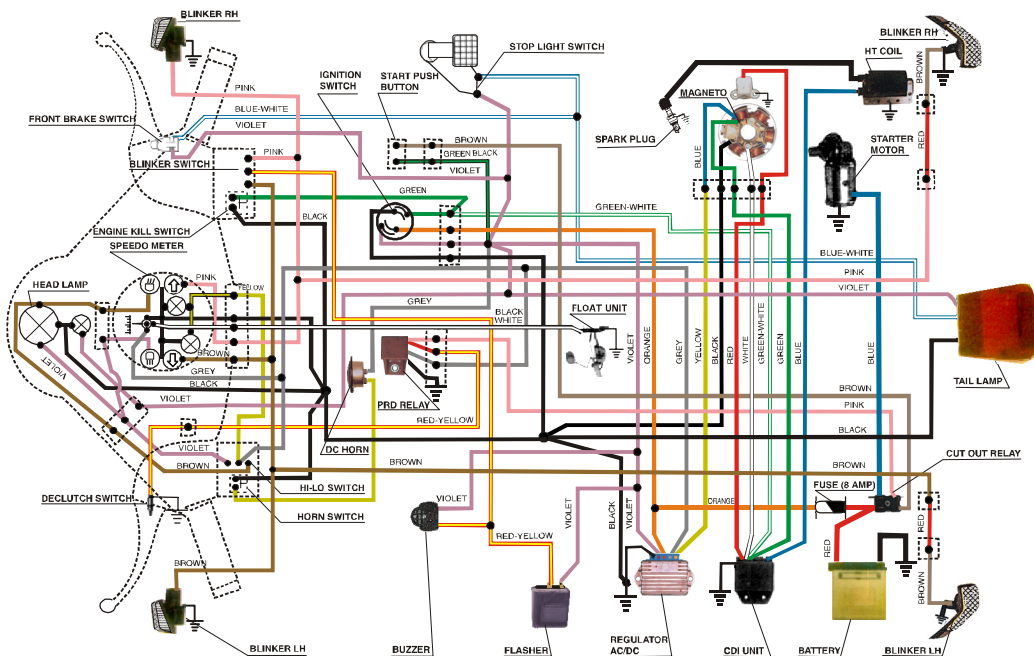 BLINKER RH
STOP LIGHT SWITCH
BLINKER RH
HT COIL
IGNITION
SWITCH
START PUSH
BUTTON
MAGNETO
BROWN
PINK
BLUE-WHITE
VIOLET
FRONT BRAKE SWITCH
SPARK PLUG
STARTER
MOTOR
RED
BROWN
GREEN BLACK
VIOLET
BLUE
PINK
BLINKER SWITCH
GREEN
BLACK
GREEN-WHITE
ENGINE KILL SWITCH
SPEDO METER
BLUE-WHITE
PINK
VIOLET
HEAD LAMP
PINK
YELLOW
GREY
BLACK
WHITE
FLOAT UNIT
VIOLET
ORANGE
GREY
YELLOW
BLACK
RED
WHITE
GREEN-WHITE
GREEN
BLUE
BLUE
BROWN
GREY
BLACK
VIOLET
VIOLET
PRD RELAY
TAIL LAMP
BROWN
PINK
RED-YELLOW
BLACK
VIOLET
DC HORN
BROWN
BROWN
BROWN
CUT OUT RELAY
DECLUTCH SWITCH
HI-LO SWITCH
FUSE (8 AMP)
VIOLET
ORANGE
HORN SWITCH
VIOLET
BLACK
VIOLET
RED
RED-YELLOW
RED
BROWN
BROWN
BLINKER LH
BUZZER
FLASHER
REGULATOR
AC/DC
CDI UNIT
BATTERY
BLINKER LH